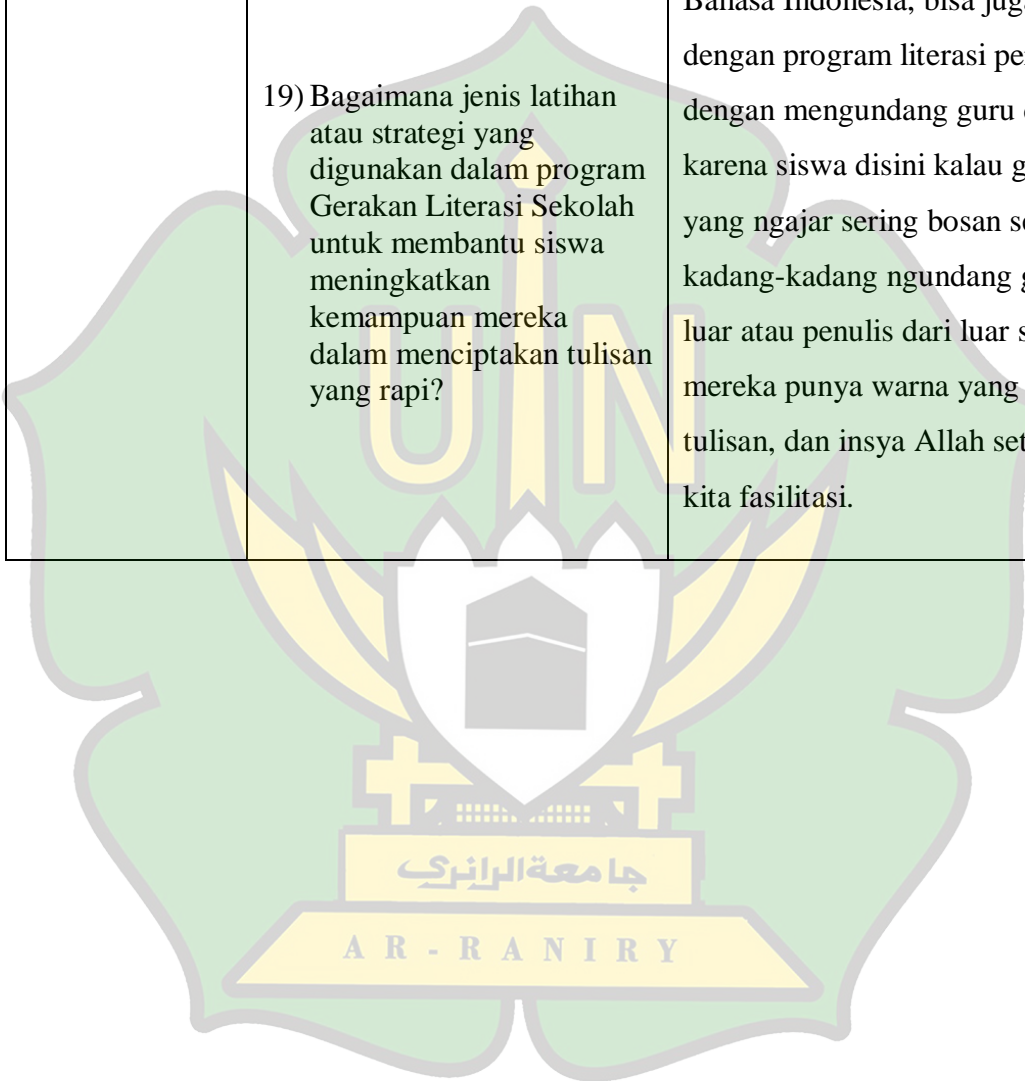 19) Bagaimana jenis latihan
atau strategi yang
digunakan dalam program
Gerakan Literasi Sekolah
untuk membantu siswa
meningkatkan
kemampuan mereka
dalam menciptakan tulisan
yang rapi?
Bahasa Indonesia, bisa
dengan program literasi
dengan mengundang guru
karena siswa disini kalau
yang ngajar sering bosan
kadang-kadang ngundang
luar atau penulis dari luar
mereka punya warna yang
tulisan, dan insya Allah
kita fasilitasi.
UIN
جامعة الرانري
AR-RANIRY